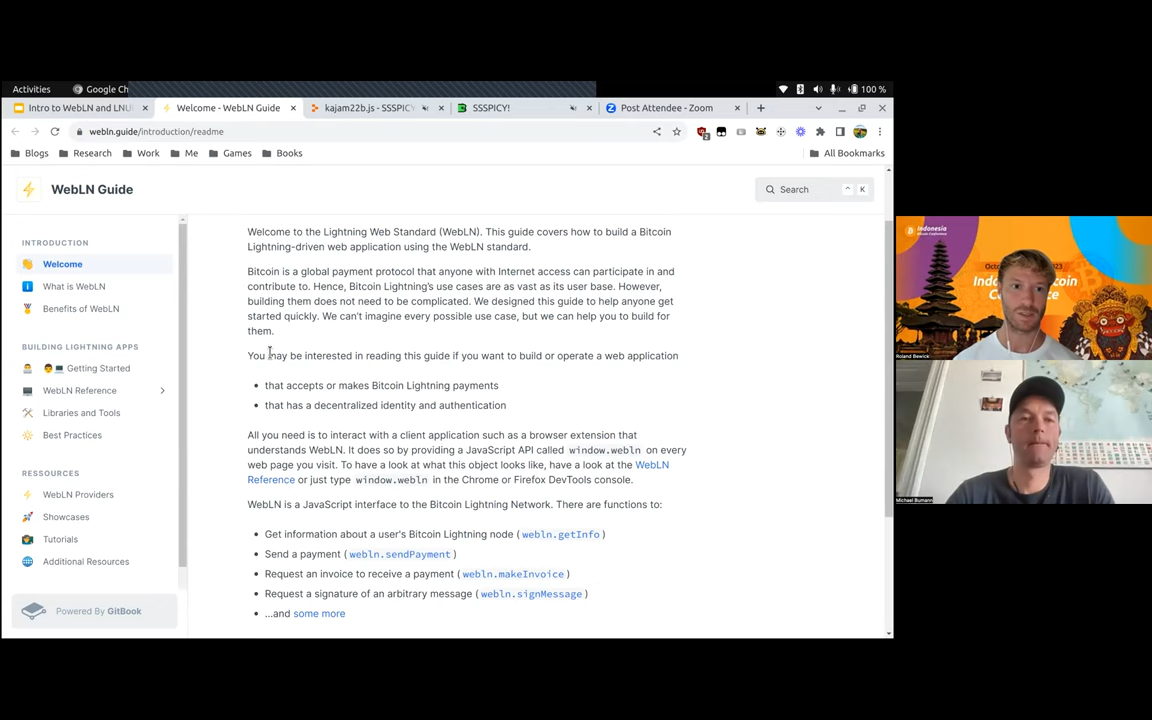 Activities Google Ch 100 %
Intro to WebLN and LNU Welcome - WebLN Guide kajam22b.js - SSSPICY SSSPICY! Post Attendee - Zoom
webln.guide/introduction/readme
Blogs Research Work Me Games Books All Bookmarks
WebLN Guide Search ^ K
INTRODUCTION
Welcome
What is WebLN
Benefits of WebLN
BUILDING LIGHTNING APPS
Getting Started
WebLN Reference
Libraries and Tools
Best Practices
RESSOURCES
WebLN Providers
Showcases
Tutorials
Additional Resources
Powered By GitBook
Welcome to the Lightning Web Standard (WebLN). This guide covers how to build a Bitcoin
Lightning-driven web application using the WebLN standard.
Bitcoin is a global payment protocol that anyone with Internet access can participate in and
contribute to. Hence, Bitcoin Lightning's use cases are as vast as its user base. However,
building them does not need to be complicated. We designed this guide to help anyone get
started quickly. We can't imagine every possible use case, but we can help you to build for
them.
You may be interested in reading this guide if you want to build or operate a web application
• that accepts or makes Bitcoin Lightning payments
• that has a decentralized identity and authentication
All you need is to interact with a client application such as a browser extension that
understands WebLN. It does so by providing a JavaScript API called window.webln on every
web page you visit. To have a look at what this object looks like, have a look at the WebLN
Reference or just type window.webln in the Chrome or Firefox DevTools console.
WebLN is a JavaScript interface to the Bitcoin Lightning Network. There are functions to:
• Get information about a user's Bitcoin Lightning node (webln.getInfo)
• Send a payment (webln.sendPayment)
• Request an invoice to receive a payment (webln.makeInvoice)
• Request a signature of an arbitrary message (webln.signMessage)
• ...and some more
Indonesia
Bitcoin Conference
2023
Roland Bewick
Michael Bumann